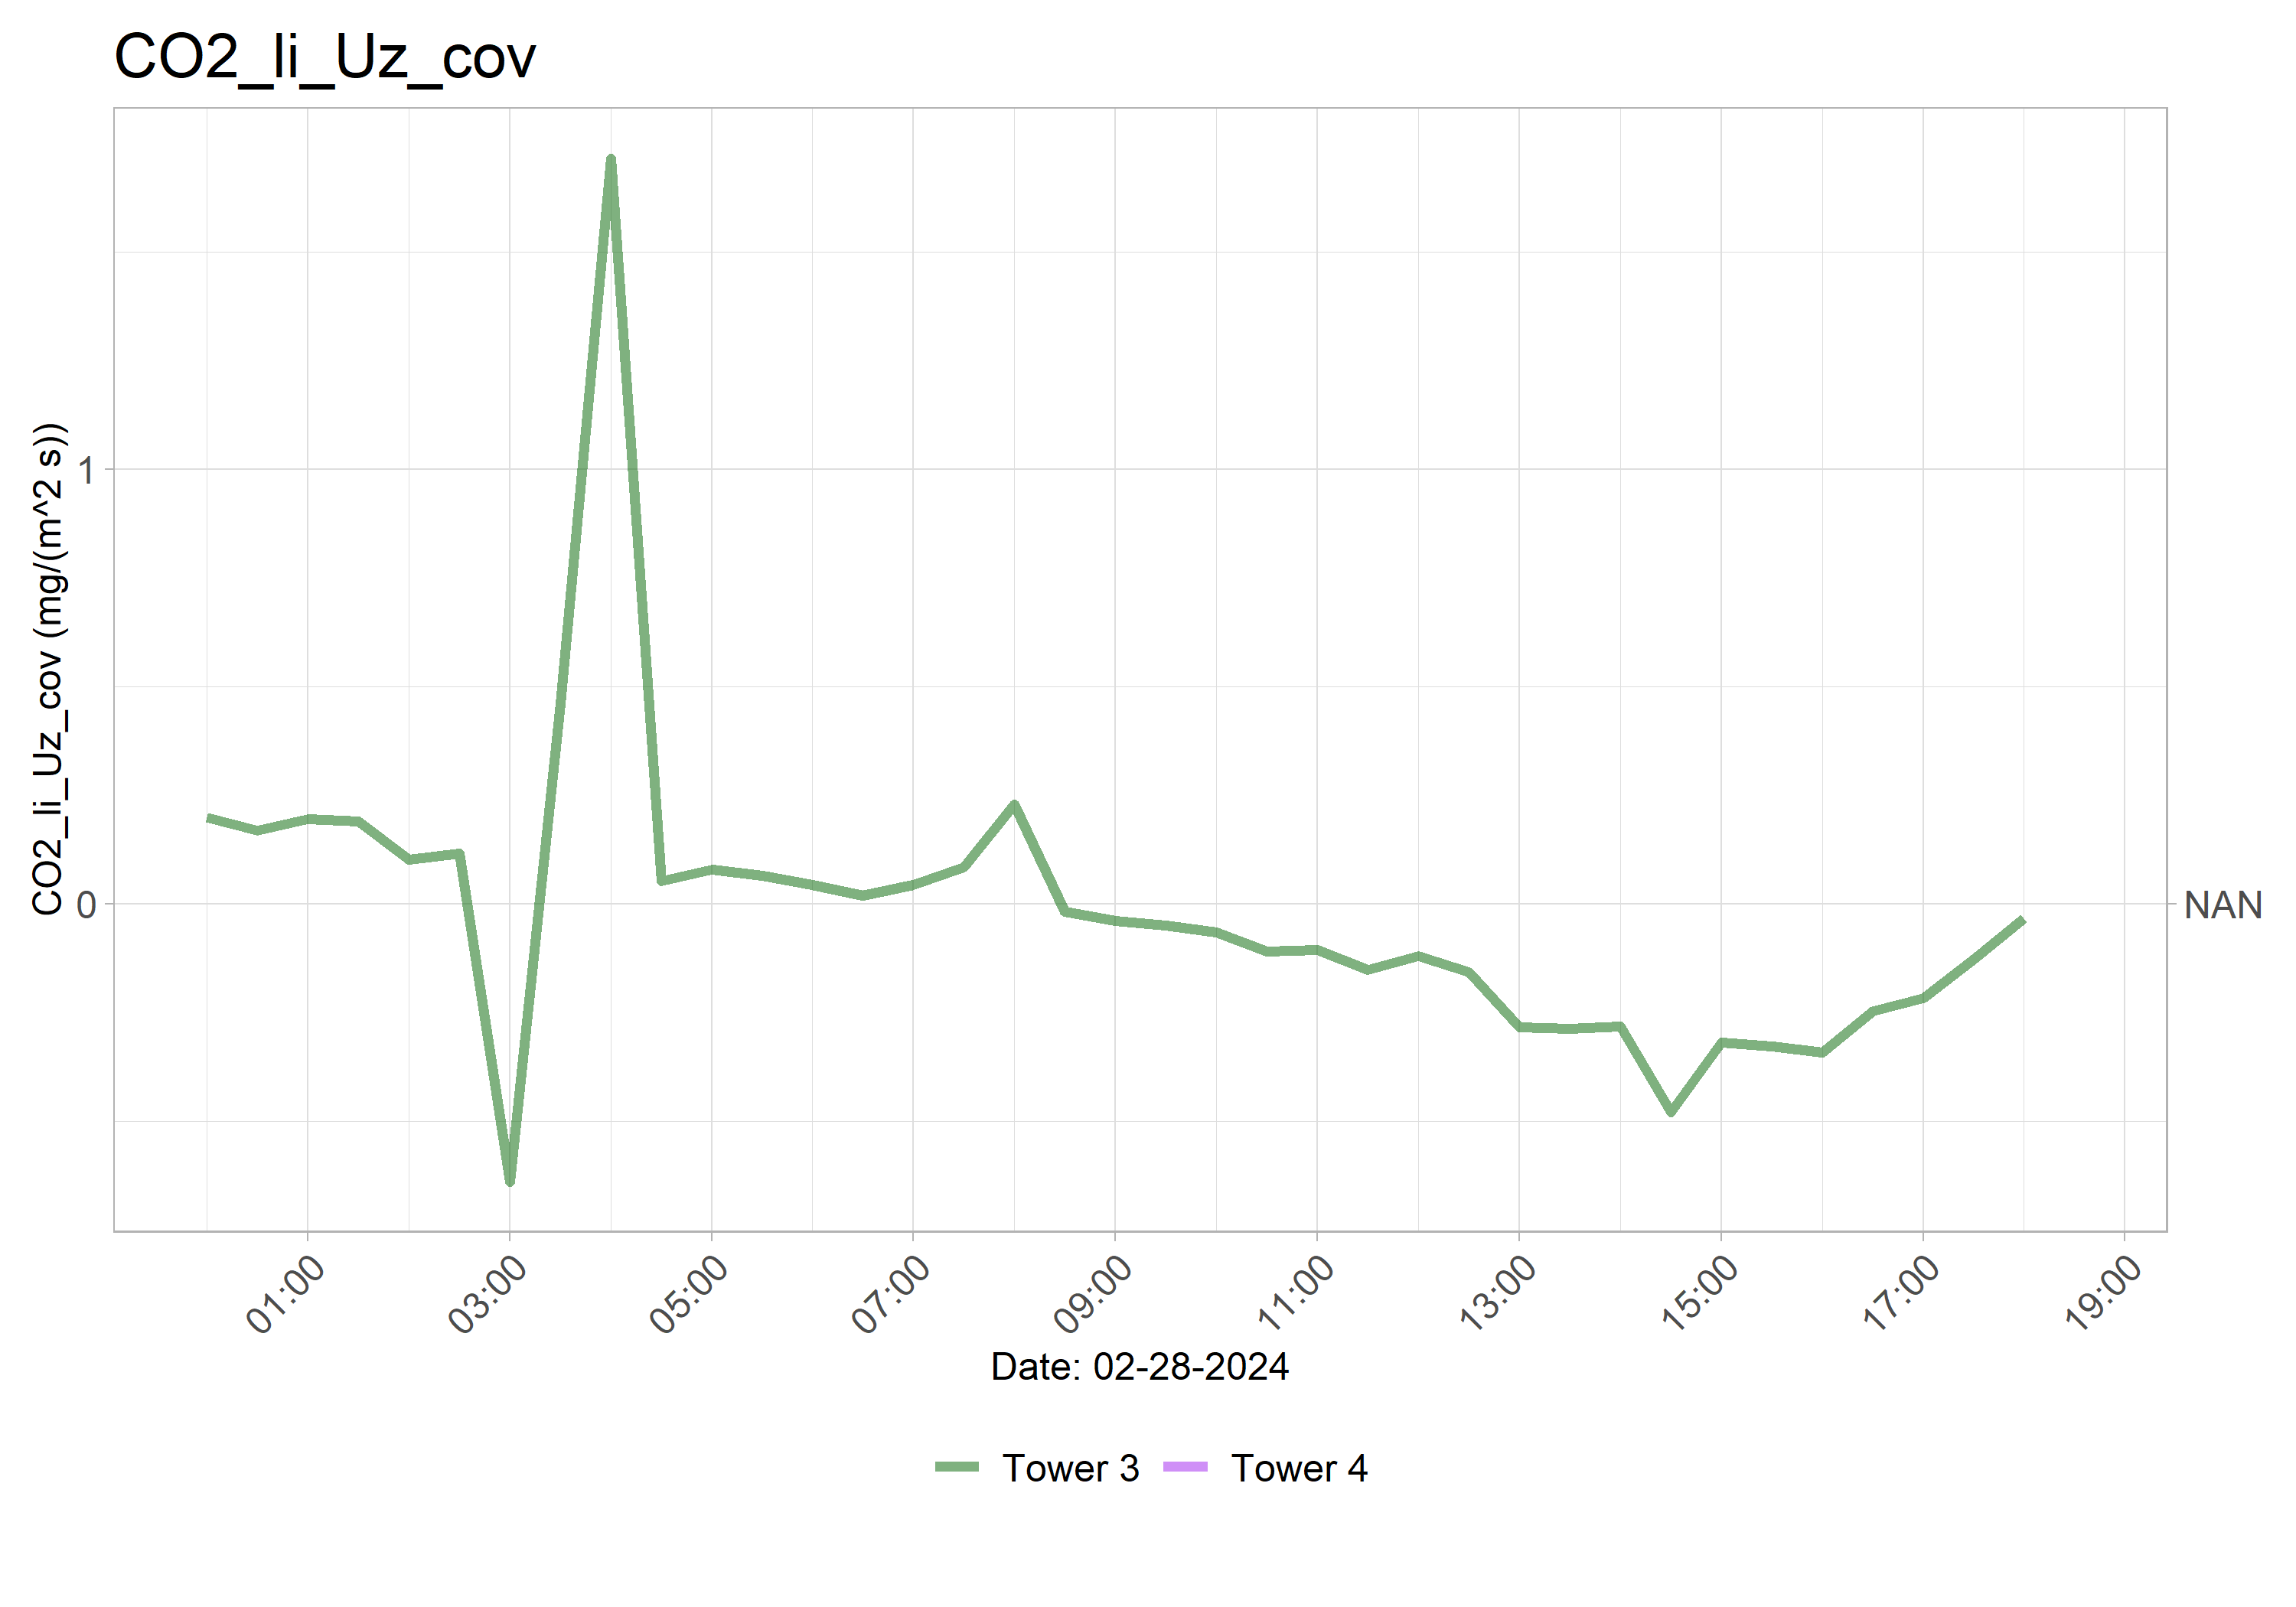 CO2_li_Uz_cov
CO2_li_Uz_cov (mg/(m^2 s))
1
0
NAN
01:00
03:00
05:00
07:00
09:00
11:00
13:00
15:00
17:00
19:00
Date: 02-28-2024
Tower 3
Tower 4